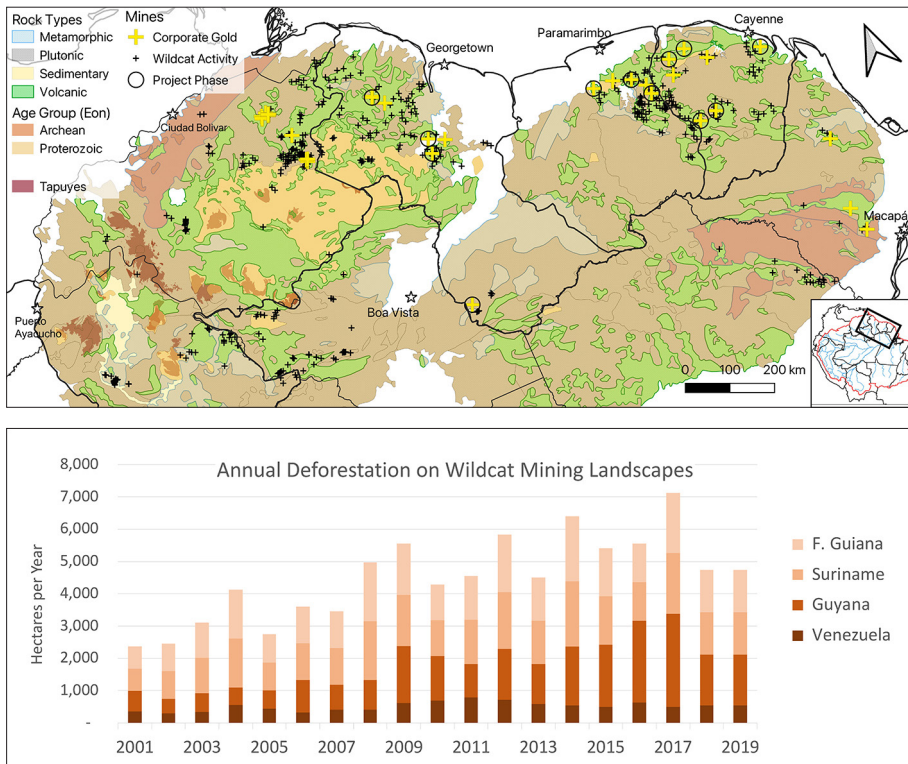 Rock Types
Metamorphic
Plutonic
Sedimentary
Volcanic
Age Group (Eon)
Archean
Proterozoic
Tapuyes
Mines
Corporate Gold
Wildcat Activity
Project Phase
Georgetown
Paramarimbo
Cayenne
Ciudad Bolivar
Macapá
Boa Vista
Puerto
Ayacucho
0 100 200 km
Annual Deforestation on Wildcat Mining Landscapes
Hectares per Year
8,000
7,000
6,000
5,000
4,000
3,000
2,000
1,000
-
2001 2003 2005 2007 2009 2011 2013 2015 2017 2019
F. Guiana
Suriname
Guyana
Venezuela